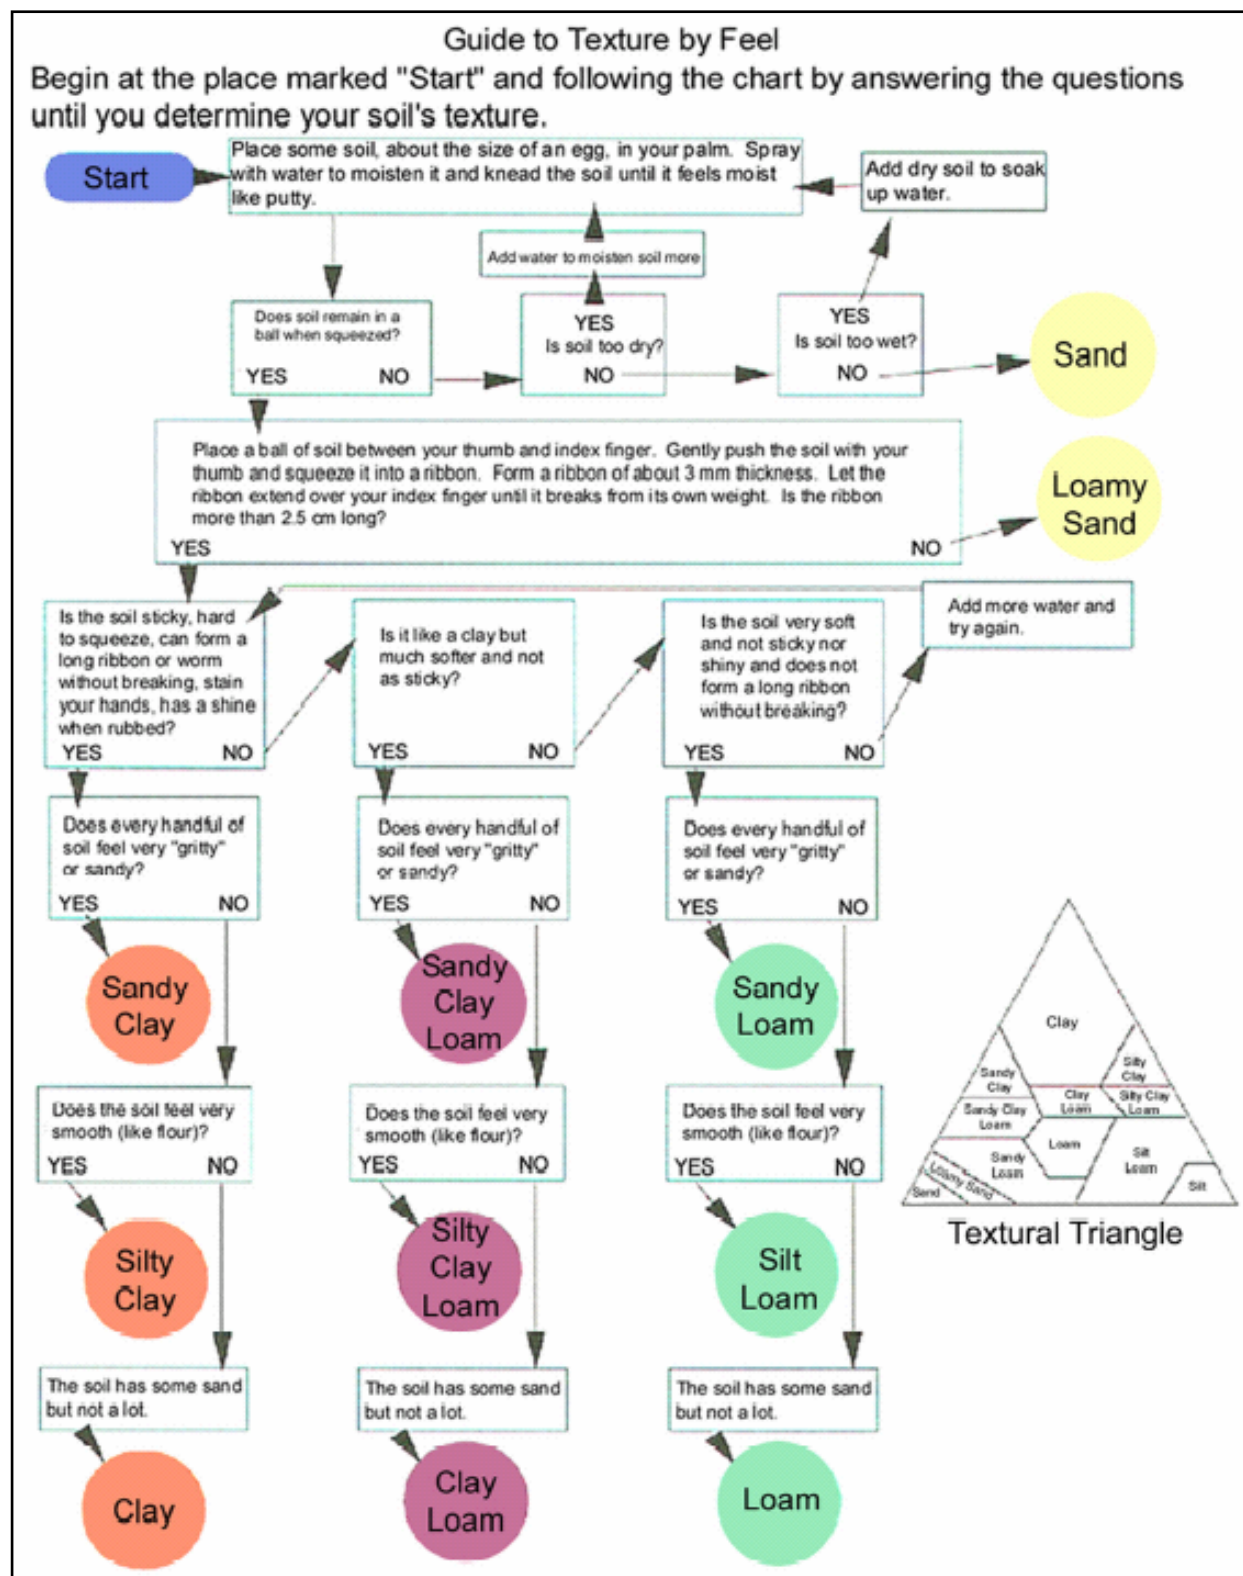 Guide to Texture by Feel
Begin at the place marked "Start" and following the chart by answering the questions
until you determine your soil's texture.
Start
Place some soil, about the size of an egg, in your palm. Spray
with water to moisten it and knead the soil until it feels moist
like putty.
Add dry soil to soak
up water.
Add water to moisten soil more
Does soil remain in a
ball when squeezed?
YES NO
YES
Is soil too dry?
NO
YES
Is soil too wet?
NO
Sand
Place a ball of soil between your thumb and index finger. Gently push the soil with your
thumb and squeeze it into a ribbon. Form a ribbon of about 3 mm thickness. Let the
ribbon extend over your index finger until it breaks from its own weight. Is the ribbon
more than 2.5 cm long?
YES NO
Loamy
Sand
Is the soil sticky, hard
to squeeze, can form a
long ribbon or worm
without breaking, stain
your hands, has a shine
when rubbed?
YES NO
Is it like a clay but
much softer and not
as sticky?
YES NO
Is the soil very soft
and not sticky nor
shiny and does not
form a long ribbon
without breaking?
YES NO
Add more water and
try again.
Does every handful of
soil feel very "gritty"
or sandy?
YES NO
Does every handful of
soil feel very "gritty"
or sandy?
YES NO
Does every handful of
soil feel very "gritty"
or sandy?
YES NO
Sandy
Clay
Sandy
Clay
Loam
Sandy
Loam
Does the soil feel very
smooth (like flour)?
YES NO
Does the soil feel very
smooth (like flour)?
YES NO
Does the soil feel very
smooth (like flour)?
YES NO
Silty
Clay
Silty
Clay
Loam
Silt
Loam
The soil has some sand
but not a lot.
The soil has some sand
but not a lot.
The soil has some sand
but not a lot.
Clay
Clay
Loam
Loam
Clay
Sandy
Clay
Silty
Clay
Sandy Clay
Loam
Clay
Loam
Silty Clay
Loam
Loam
Sandy
Loam
Silt
Loam
Loamy Sand
Sand
Silt
Textural Triangle